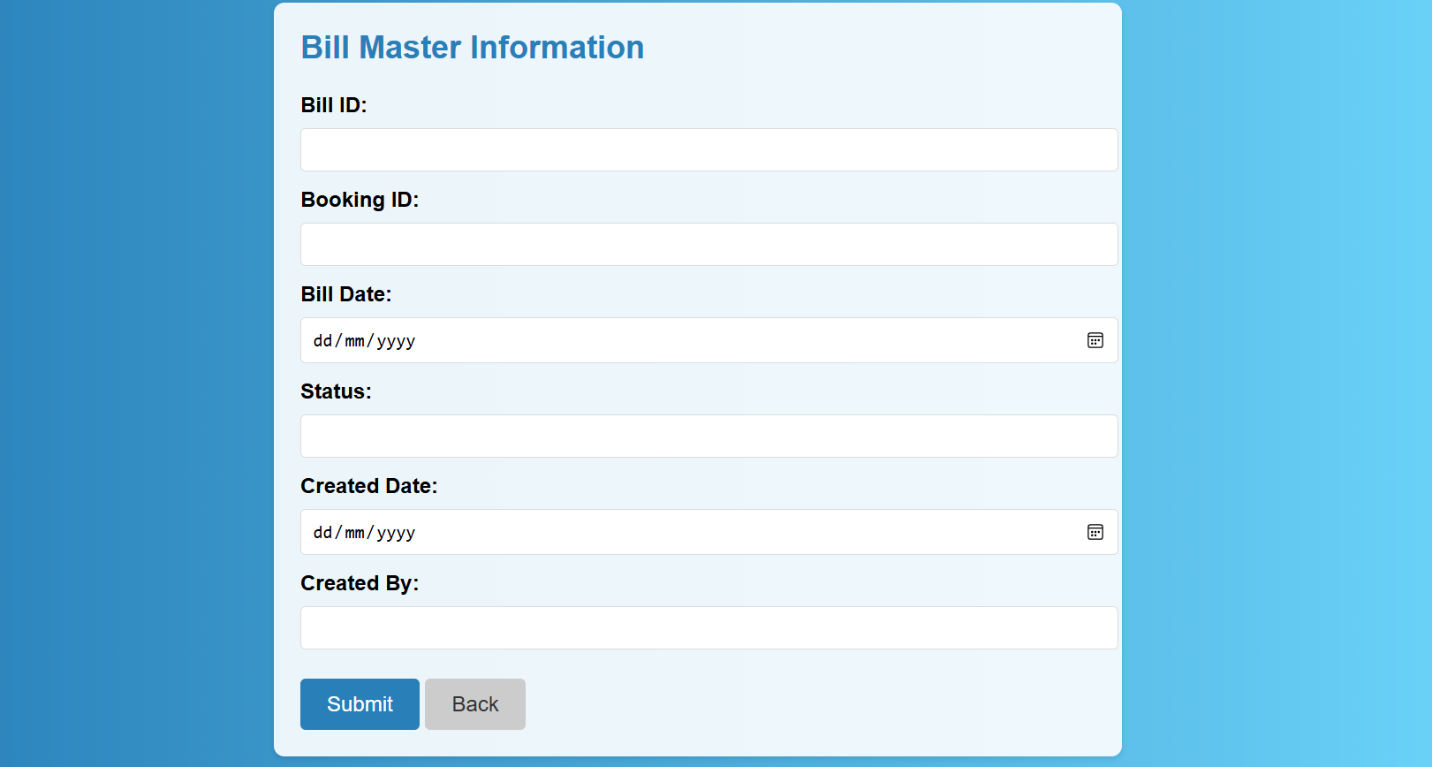 Bill Master Information
Bill ID:
Booking ID:
Bill Date:
dd/mm/yyyy
Status:
Created Date:
dd/mm/yyyy
Created By:
Submit Back